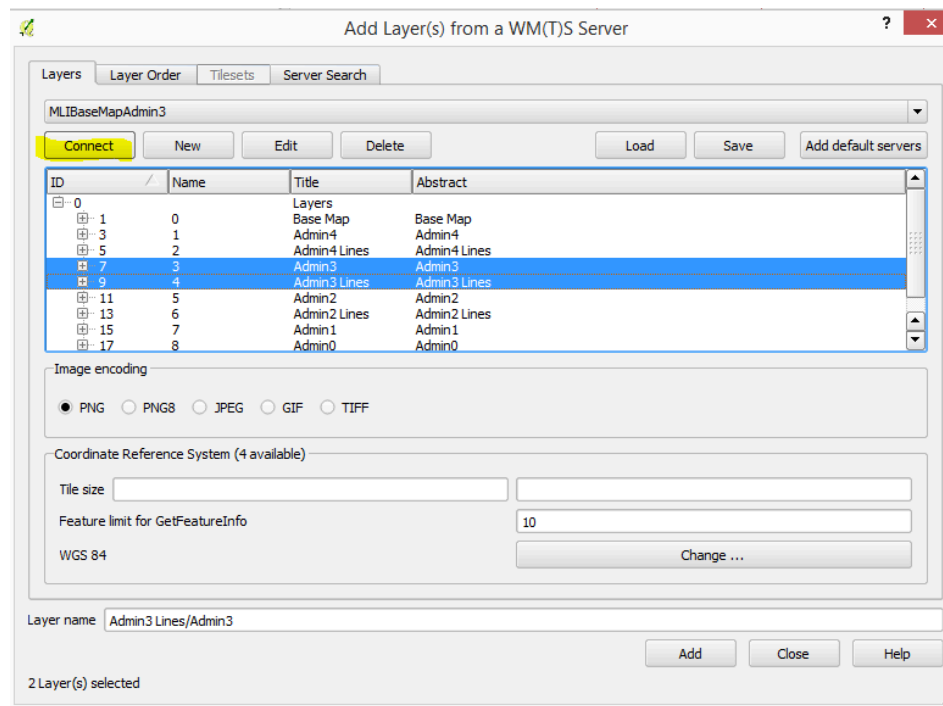 Add Layer(s) from a WM(T)S Server
?
Layers Layer Order Tilesets Server Search
MLIBaseMapAdmin3
Connect New Edit Delete Load Save Add default servers
ID Name Title Abstract
0 Layers
1 0 Base Map Base Map
3 1 Admin4 Admin4
5 2 Admin4 Lines Admin4 Lines
7 3 Admin3 Admin3
9 4 Admin3 Lines Admin3 Lines
11 5 Admin2 Admin2
13 6 Admin2 Lines Admin2 Lines
15 7 Admin1 Admin1
17 8 Admin0 Admin0
Image encoding
PNG PNG8 JPEG GIF TIFF
Coordinate Reference System (4 available)
Tile size
Feature limit for GetFeatureInfo 10
WGS 84 Change ...
Layer name Admin3 Lines/Admin3
Add Close Help
2 Layer(s) selected